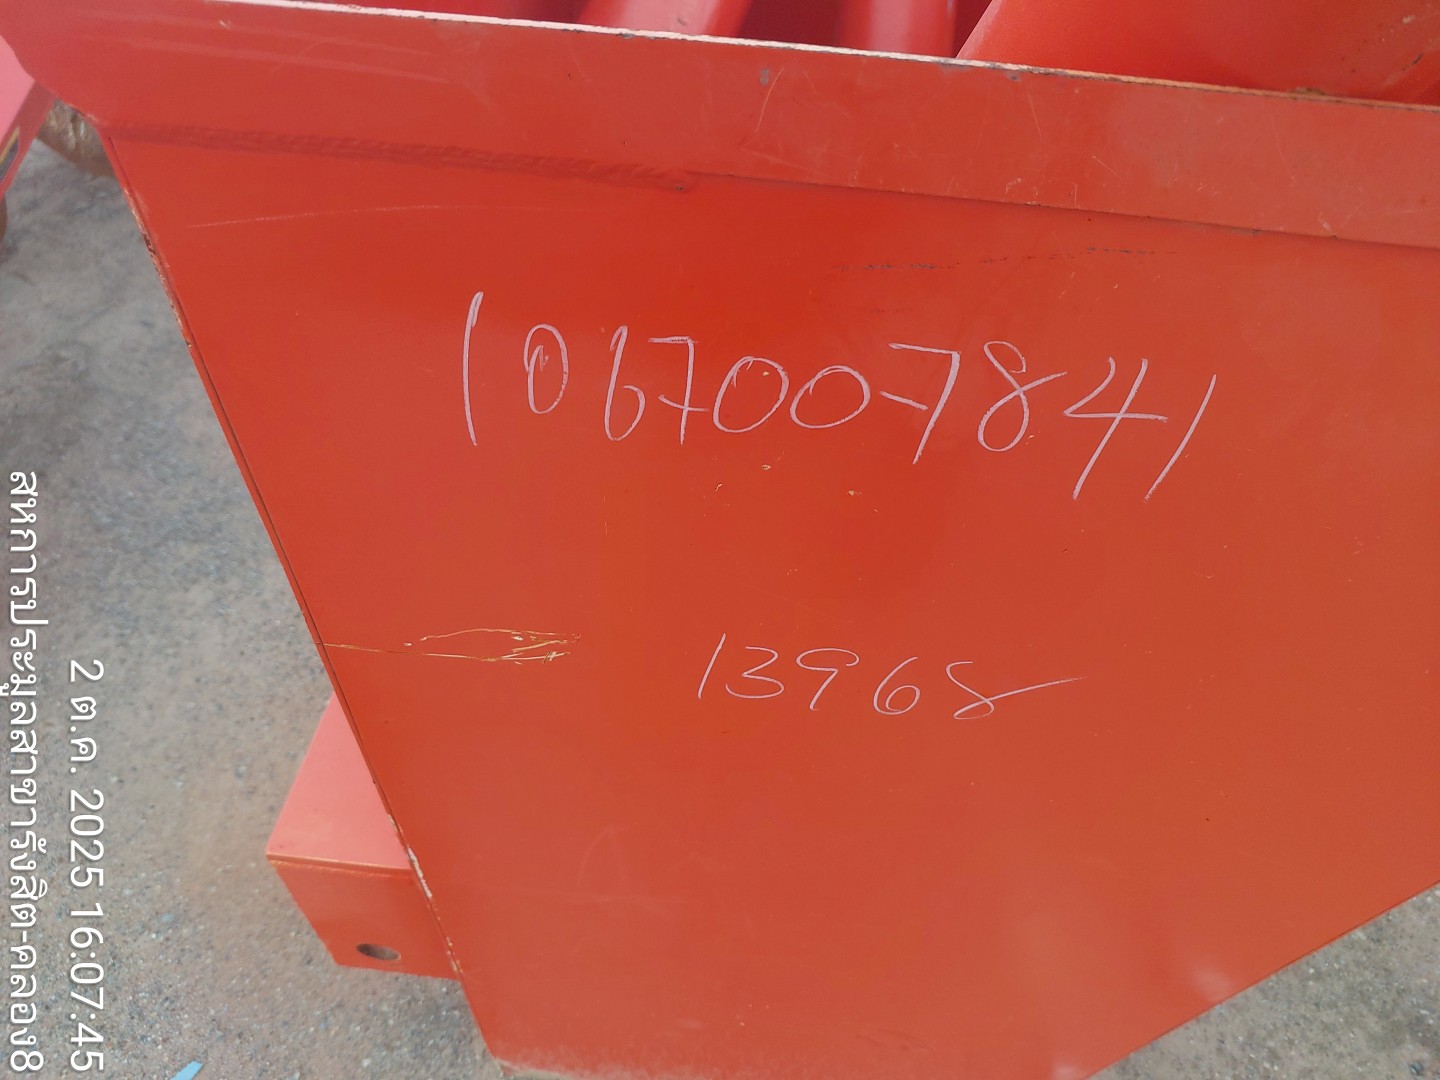 1067007841
13968
2 ต.ค. 2025 16:07:45
สหการประมูลสาขารังสิต-คลอง8